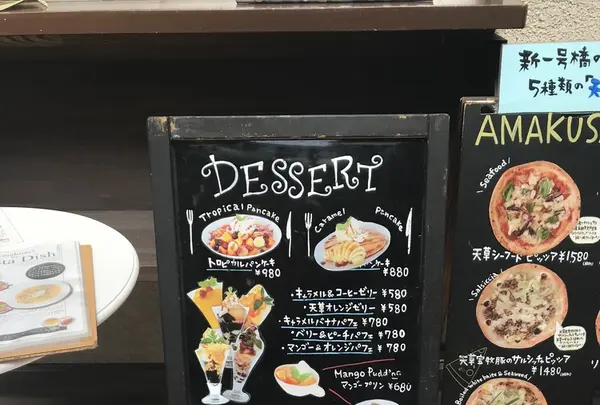 DESSERT
Tropical Pancake
トロピカルパンケーキ
¥980
Caramel Pancake
キャラメルパンケーキ
¥880
・キャラメル&コーヒーゼリー ¥580
・天草オレンジゼリー ¥580
キャラメルバナナパフェ ¥780
・ベリー&ピーチパフェ ¥780
・マンゴー&オレンジパフェ ¥780
Mango Pudding
マンゴープリン ¥680
新一号橋の
5種類の「天
AMAKUSA
Seafood
天草シーフードピッツァ ¥1580
Salsiccia
天草宝牧豚のサルシッチャピッツァ
¥1480
Dish